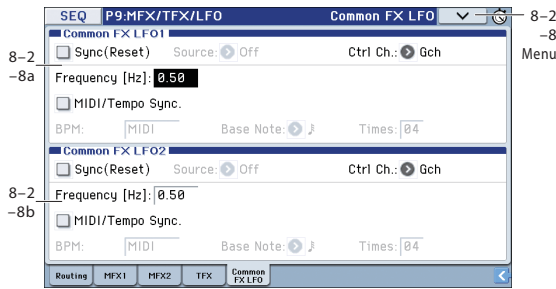 SEQ P9:MFX/TFX/LFO Common FX LFO
8–2
–8
Menu
Common FX LFO1
Sync(Reset) Source: Off Ctrl Ch.: Gch
8–2
–8a
Frequency [Hz]: 0.50
MIDI/Tempo Sync.
BPM: MIDI Base Note: ♪ Times: 04
Common FX LFO2
Sync(Reset) Source: Off Ctrl Ch.: Gch
8–2
–8b
Frequency [Hz]: 0.50
MIDI/Tempo Sync.
BPM: MIDI Base Note: ♪ Times: 04
Routing MFX1 MFX2 TFX Common
FX LFO